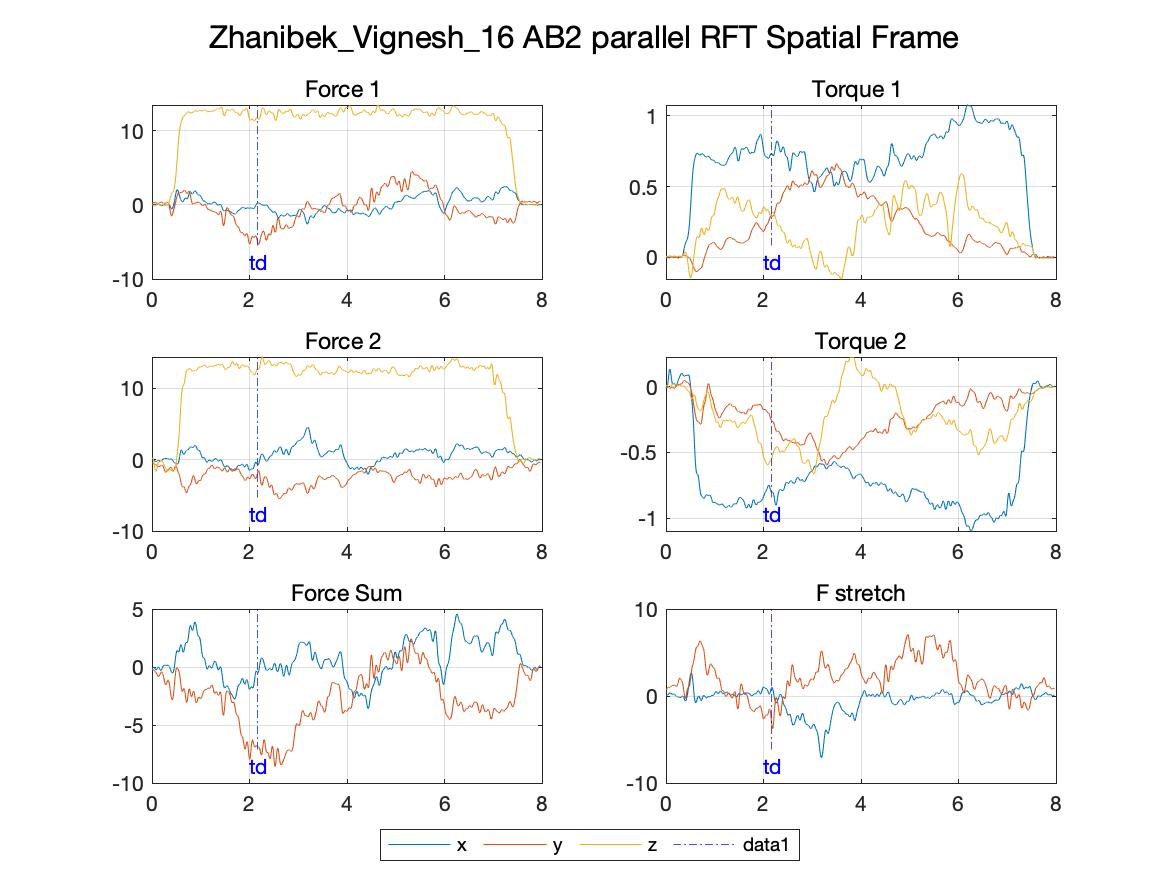 Zhanibek_Vignesh_16 AB2 parallel RFT Spatial Frame
Force 1
10
0
-10
td
0 2 4 6 8
Torque 1
1
0.5
0
td
0 2 4 6 8
Force 2
10
0
-10
td
0 2 4 6 8
Torque 2
0
-0.5
-1
td
0 2 4 6 8
Force Sum
5
0
-5
-10
td
0 2 4 6 8
F stretch
10
0
-10
td
0 2 4 6 8
x y z data1